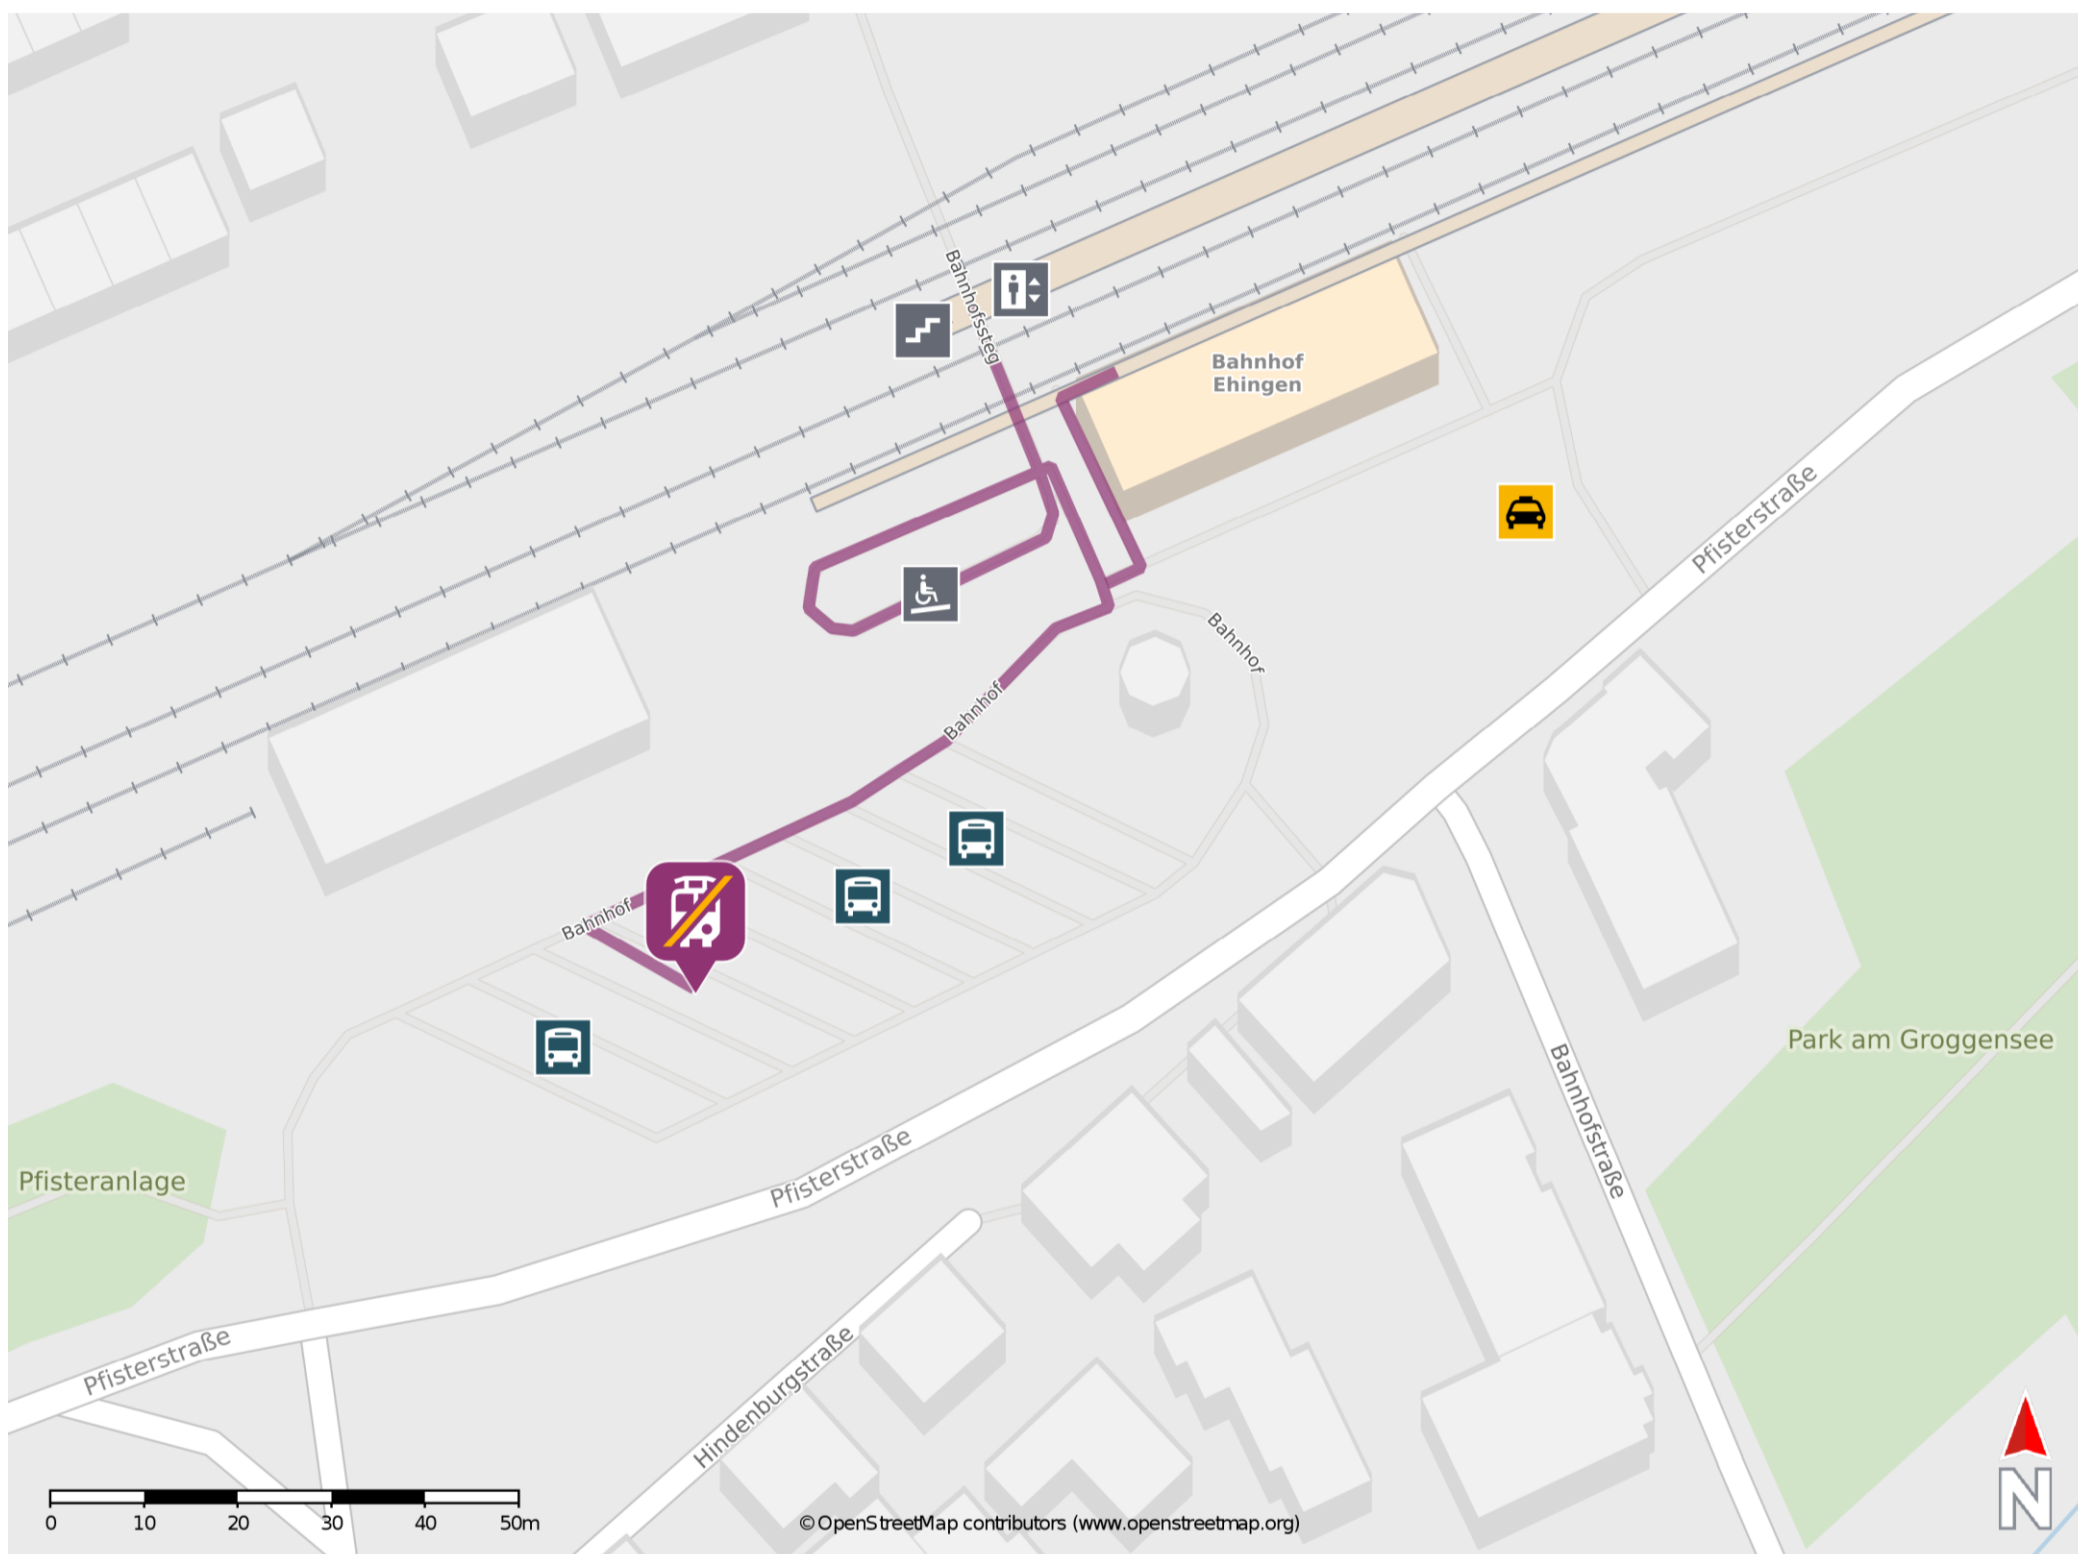 Bahnhofssteg
Bahnhof
Ehingen
Pfisterstraße
Bahnhof
Bahnhof
Bahnhof
Park am Groggensee
Bahnhofstraße
Pfisterstraße
Pfisteranlage
Pfisterstraße
Hindenburgstraße
0 10 20 30 40 50m
© OpenStreetMap contributors (www.openstreetmap.org)
N